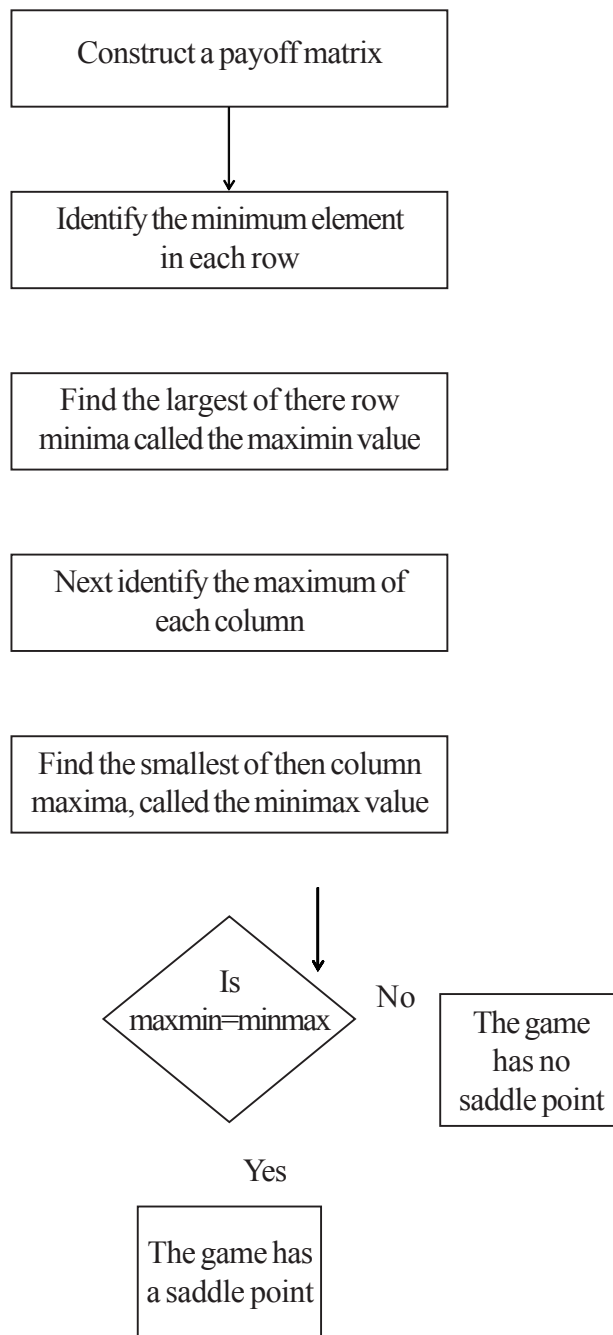 Construct a payoff matrix
Identify the minimum element
in each row
Find the largest of there row
minima called the maximin value
Next identify the maximum of
each column
Find the smallest of then column
maxima, called the minimax value
Is
maxmin=minmax
No
The game
has no
saddle point
Yes
The game has
a saddle point